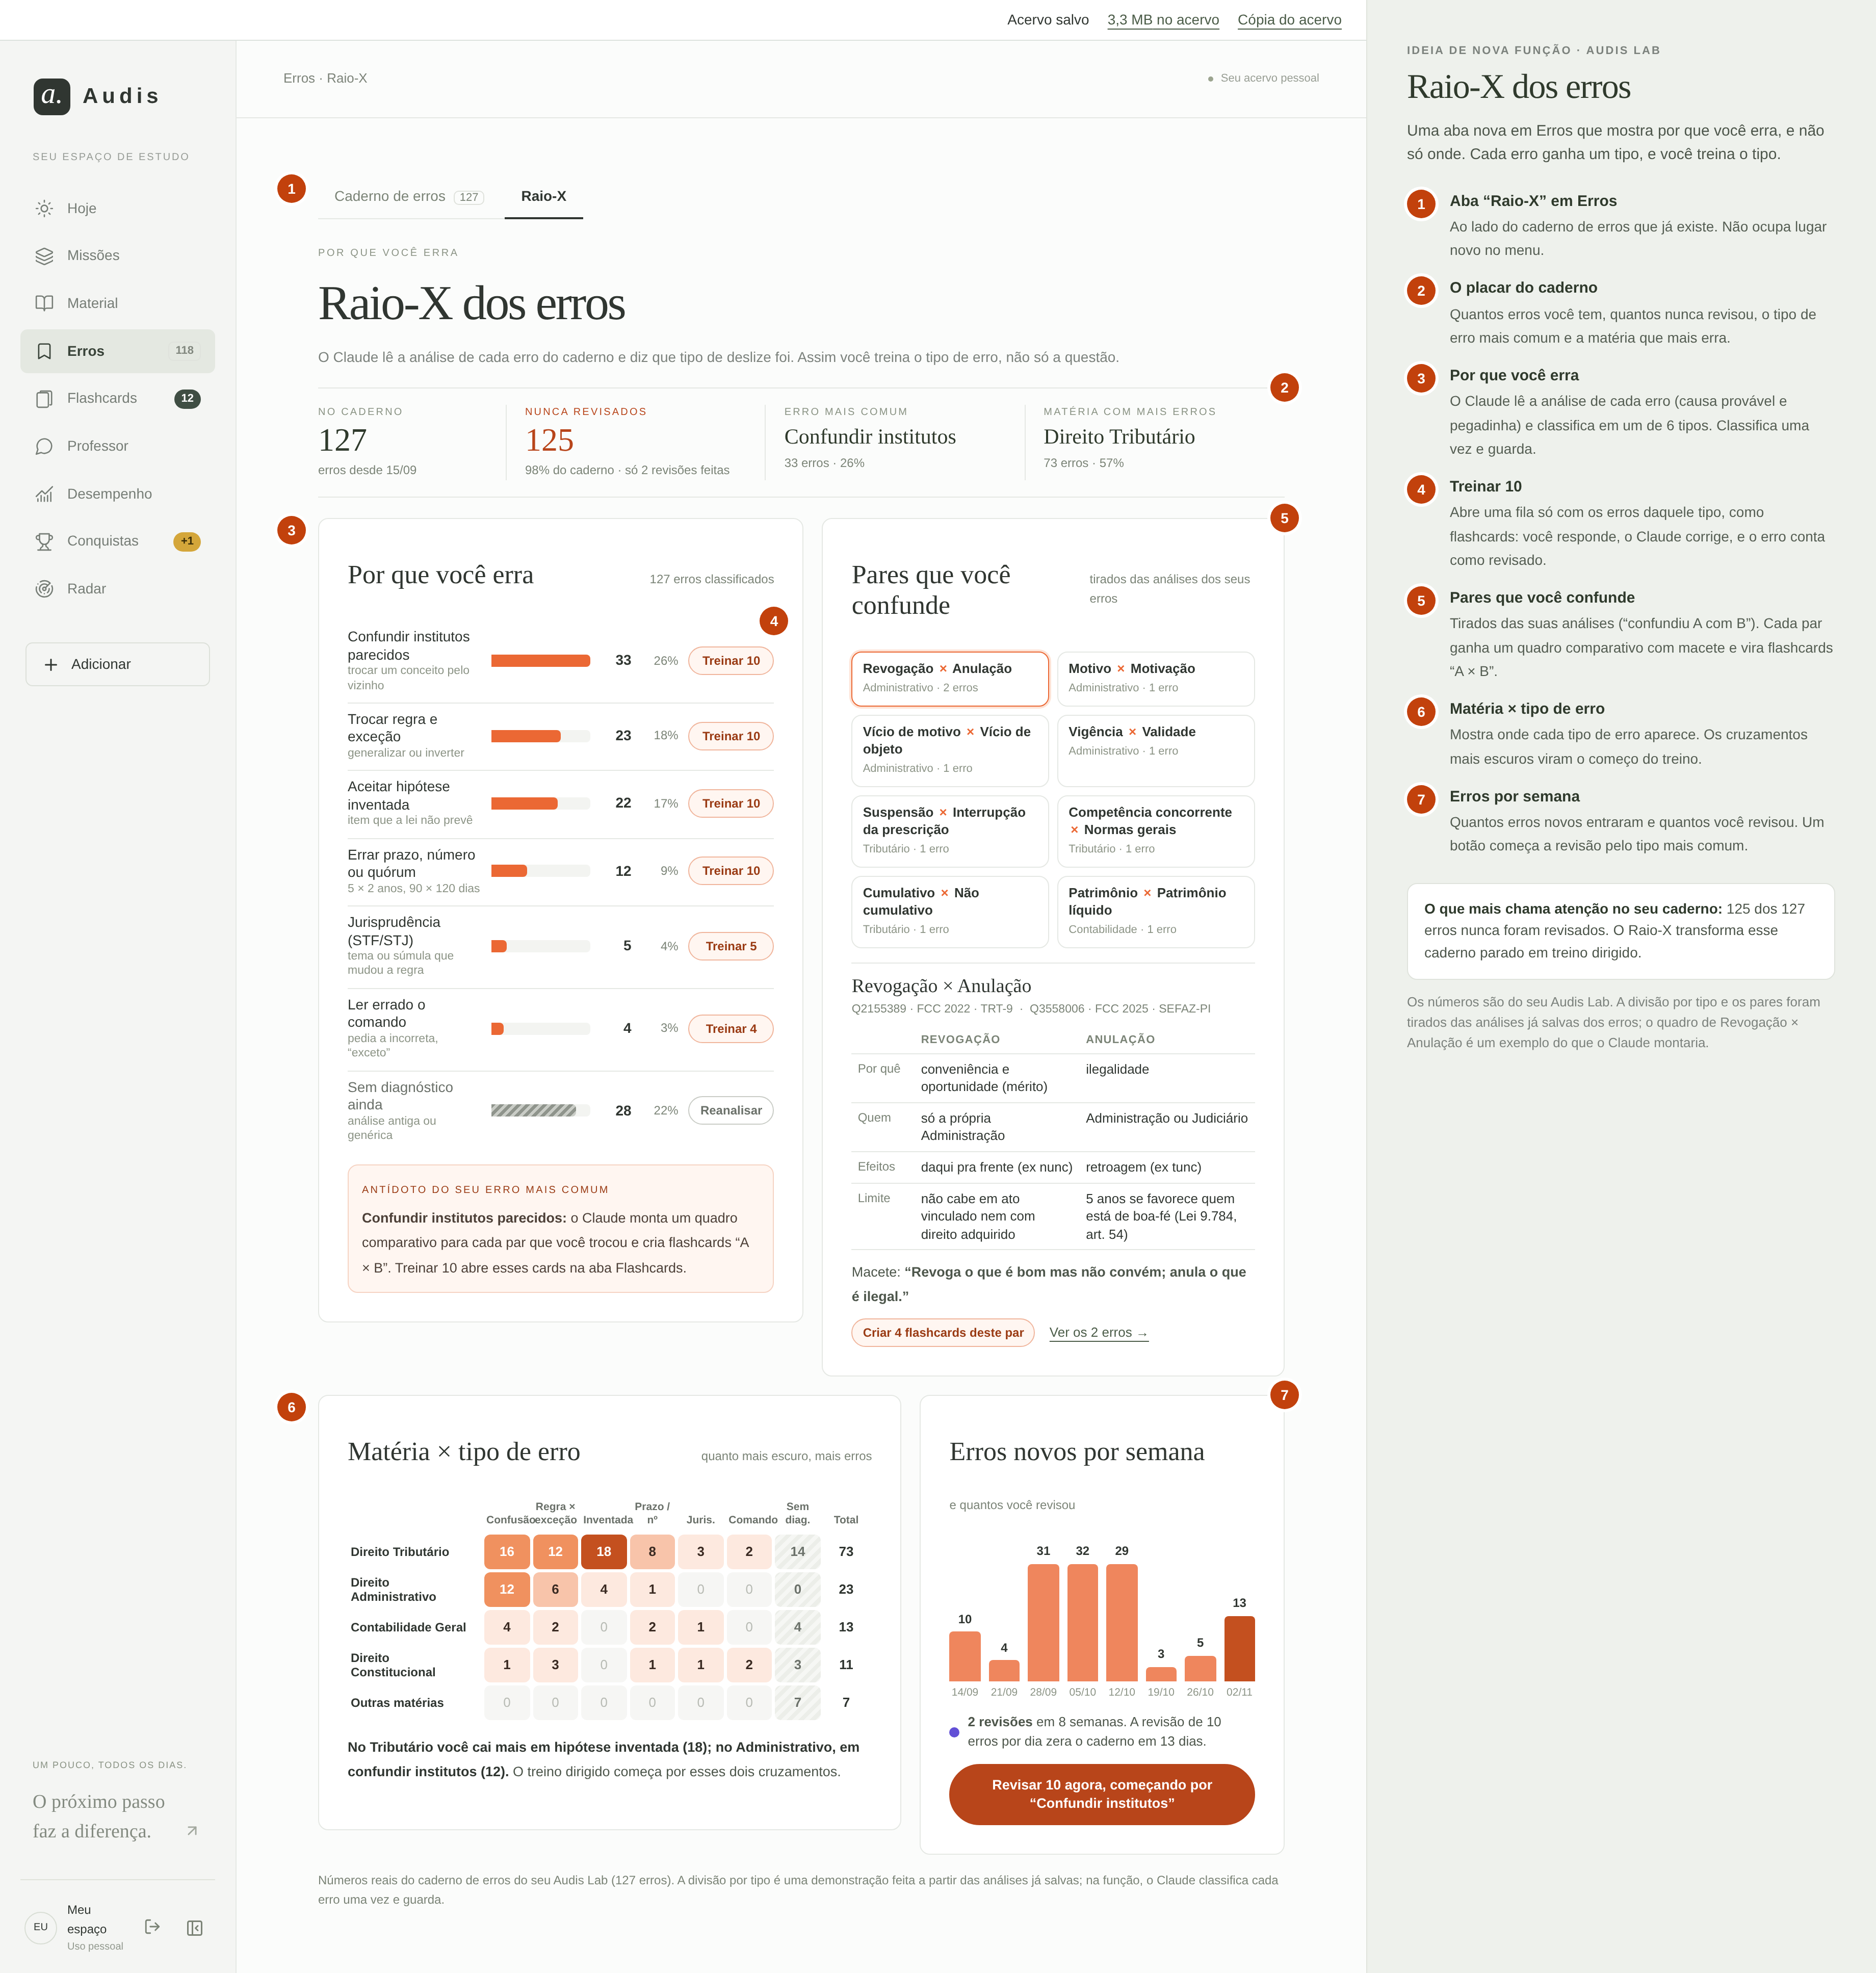 Acervo salvo 3,3 MB no acervo Cópia do acervo
a. Audis
SEU ESPAÇO DE ESTUDO
Hoje
Missões
Material
Erros 118
Flashcards 12
Professor
Desempenho
Conquistas +1
Radar
Adicionar
UM POUCO, TODOS OS DIAS.
O próximo passo
faz a diferença.
EU
Meu
espaço
Uso pessoal
Erros · Raio-X
Seu acervo pessoal
1
Caderno de erros 127 Raio-X
POR QUE VOCÊ ERRA
Raio-X dos erros
O Claude lê a análise de cada erro do caderno e diz que tipo de deslize foi. Assim você treina o tipo de erro, não só a questão.
2
NO CADERNO
127
erros desde 15/09
NUNCA REVISADOS
125
98% do caderno · só 2 revisões feitas
ERRO MAIS COMUM
Confundir institutos
33 erros · 26%
MATÉRIA COM MAIS ERROS
Direito Tributário
73 erros · 57%
3
Por que você erra
127 erros classificados
4
Confundir institutos
parecidos
trocar um conceito pelo
vizinho
33 26% Treinar 10
Trocar regra e
exceção
generalizar ou inverter
23 18% Treinar 10
Aceitar hipótese
inventada
item que a lei não prevê
22 17% Treinar 10
Errar prazo, número
ou quórum
5 × 2 anos, 90 × 120 dias
12 9% Treinar 10
Jurisprudência
(STF/STJ)
tema ou súmula que
mudou a regra
5 4% Treinar 5
Ler errado o
comando
pedia a incorreta,
“exceto”
4 3% Treinar 4
Sem diagnóstico
ainda
análise antiga ou
genérica
28 22% Reanalisar
ANTÍDOTO DO SEU ERRO MAIS COMUM
Confundir institutos parecidos: o Claude monta um quadro
comparativo para cada par que você trocou e cria flashcards “A
× B”. Treinar 10 abre esses cards na aba Flashcards.
5
Pares que você
confunde
tirados das análises dos seus
erros
Revogação × Anulação
Administrativo · 2 erros
Motivo × Motivação
Administrativo · 1 erro
Vício de motivo × Vício de
objeto
Administrativo · 1 erro
Vigência × Validade
Administrativo · 1 erro
Suspensão × Interrupção
da prescrição
Tributário · 1 erro
Competência concorrente
× Normas gerais
Tributário · 1 erro
Cumulativo × Não
cumulativo
Tributário · 1 erro
Patrimônio × Patrimônio
líquido
Contabilidade · 1 erro
Revogação × Anulação
Q2155389 · FCC 2022 · TRT-9 · Q3558006 · FCC 2025 · SEFAZ-PI
REVOGAÇÃO ANULAÇÃO
Por quê
conveniência e
oportunidade (mérito)
ilegalidade
Quem
só a própria
Administração
Administração ou Judiciário
Efeitos daqui pra frente (ex nunc) retroagem (ex tunc)
Limite
não cabe em ato
vinculado nem com
direito adquirido
5 anos se favorece quem
está de boa-fé (Lei 9.784,
art. 54)
Macete: “Revoga o que é bom mas não convém; anula o que
é ilegal.”
Criar 4 flashcards deste par Ver os 2 erros →
6
Matéria × tipo de erro
quanto mais escuro, mais erros
Confusão
Regra ×
exceção
Inventada
Prazo /
nº
Juris.
Comando
Sem
diag.
Total
Direito Tributário 16 12 18 8 3 2 14 73
Direito
Administrativo
12 6 4 1 0 0 0 23
Contabilidade Geral 4 2 0 2 1 0 4 13
Direito
Constitucional
1 3 0 1 1 2 3 11
Outras matérias 0 0 0 0 0 0 7 7
No Tributário você cai mais em hipótese inventada (18); no Administrativo, em
confundir institutos (12). O treino dirigido começa por esses dois cruzamentos.
7
Erros novos por semana
e quantos você revisou
10 4 31 32 29 3 5 13
14/09 21/09 28/09 05/10 12/10 19/10 26/10 02/11
2 revisões em 8 semanas. A revisão de 10
erros por dia zera o caderno em 13 dias.
Revisar 10 agora, começando por
“Confundir institutos”
Números reais do caderno de erros do seu Audis Lab (127 erros). A divisão por tipo é uma demonstração feita a partir das análises já salvas; na função, o Claude classifica cada
erro uma vez e guarda.
IDEIA DE NOVA FUNÇÃO · AUDIS LAB
Raio-X dos erros
Uma aba nova em Erros que mostra por que você erra, e não
só onde. Cada erro ganha um tipo, e você treina o tipo.
1
Aba “Raio-X” em Erros
Ao lado do caderno de erros que já existe. Não ocupa lugar
novo no menu.
2
O placar do caderno
Quantos erros você tem, quantos nunca revisou, o tipo de
erro mais comum e a matéria que mais erra.
3
Por que você erra
O Claude lê a análise de cada erro (causa provável e
pegadinha) e classifica em um de 6 tipos. Classifica uma
vez e guarda.
4
Treinar 10
Abre uma fila só com os erros daquele tipo, como
flashcards: você responde, o Claude corrige, e o erro conta
como revisado.
5
Pares que você confunde
Tirados das suas análises (“confundiu A com B”). Cada par
ganha um quadro comparativo com macete e vira flashcards
“A × B”.
6
Matéria × tipo de erro
Mostra onde cada tipo de erro aparece. Os cruzamentos
mais escuros viram o começo do treino.
7
Erros por semana
Quantos erros novos entraram e quantos você revisou. Um
botão começa a revisão pelo tipo mais comum.
O que mais chama atenção no seu caderno: 125 dos 127
erros nunca foram revisados. O Raio-X transforma esse
caderno parado em treino dirigido.
Os números são do seu Audis Lab. A divisão por tipo e os pares foram
tirados das análises já salvas dos erros; o quadro de Revogação ×
Anulação é um exemplo do que o Claude montaria.